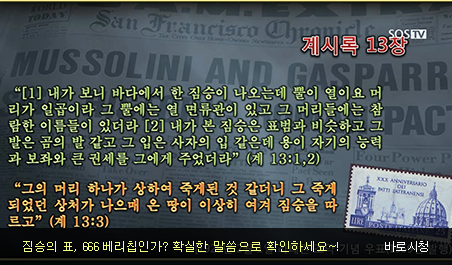 San Francisco Chronicle
SOSTV
계시록 13장
MUSSOLINI AND GASPARR
“[1] 내가 보니 바다에서 한 짐승이 나오는데 뿔이 열이요 머
리가 일곱이라 그 뿔에는 열 면류관이 있고 그 머리들에는 참
람한 이름들이 있더라 [2] 내가 본 짐승은 표범과 비슷하고 그
발은 곰의 발 같고 그 입은 사자의 입 같은데 용이 자기의 능력
과 보좌와 큰 권세를 그에게 주었더라” (계 13:1,2)
“그의 머리 하나가 상하여 죽게된 것 같더니 그 죽게
되었던 상처가 나으매 온 땅이 이상히 여겨 짐승을 따
르고” (계 13:3)
XXX ANNIVERSARIO
DEI
PATTI LATERANENSI
짐승의 표, 666 베리칩인가? 확실한 말씀으로 확인하세요~!
바로시청